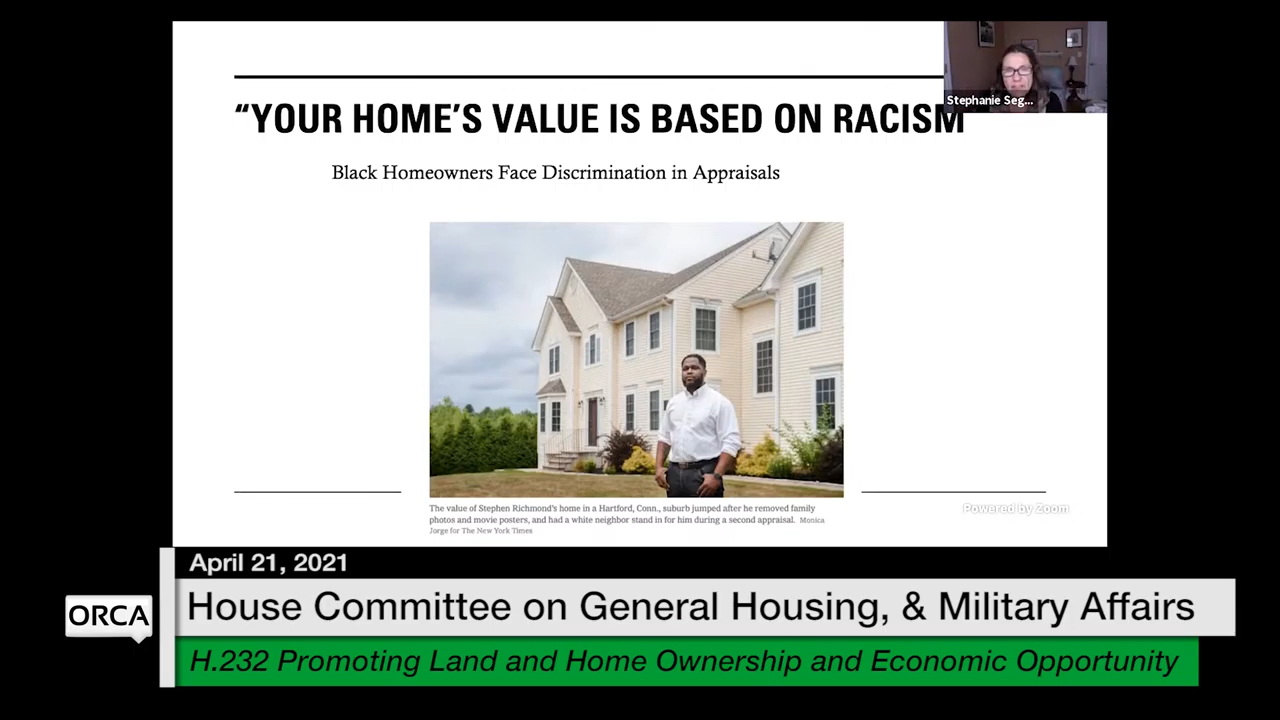 Stephanie Seg...
“YOUR HOME’S VALUE IS BASED ON RACISM
Black Homeowners Face Discrimination in Appraisals
The value of Stephen Richmond's home in a Hartford, Conn., suburb jumped after he removed family
photos and movie posters, and had a white neighbor stand in for him during a second appraisal. Monica
Jorge for The New York Times
Powered by Zoom
April 21, 2021
ORCA
House Committee on General Housing, & Military Affairs
H.232 Promoting Land and Home Ownership and Economic Opportunity